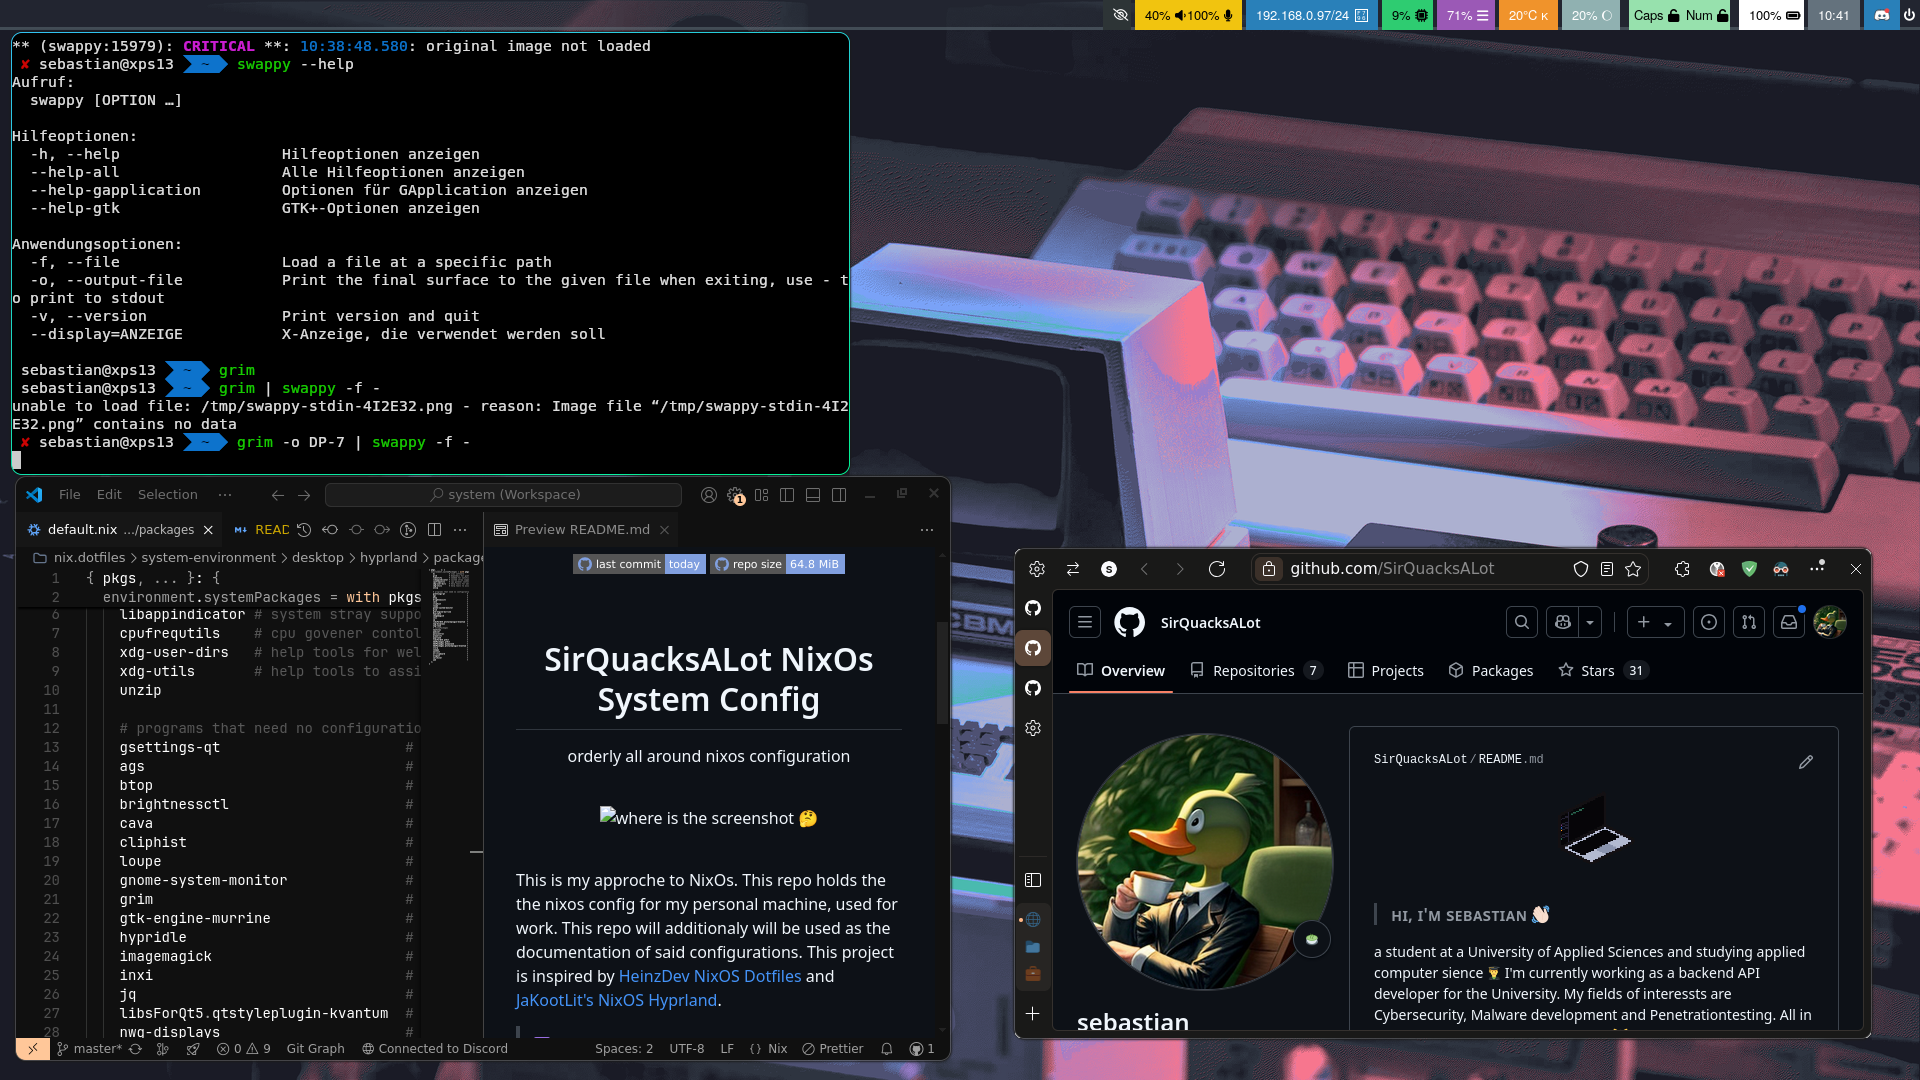 40% 100% 192.168.0.97/24 9% 71% 20°C K 20% Caps Num 100% 10:41
** (swappy:15979): CRITICAL **: 10:38:48.580: original image not loaded
✘ sebastian@xps13 ~ swappy --help
Aufruf:
swappy [OPTION …]
Hilfeoptionen:
-h, --help Hilfeoptionen anzeigen
--help-all Alle Hilfeoptionen anzeigen
--help-gapplication Optionen für GApplication anzeigen
--help-gtk GTK+-Optionen anzeigen
Anwendungsoptionen:
-f, --file Load a file at a specific path
-o, --output-file Print the final surface to the given file when exiting, use - t
o print to stdout
-v, --version Print version and quit
--display=ANZEIGE X-Anzeige, die verwendet werden soll
sebastian@xps13 ~ grim
sebastian@xps13 ~ grim | swappy -f -
unable to load file: /tmp/swappy-stdin-4I2E32.png - reason: Image file “/tmp/swappy-stdin-4I2
E32.png” contains no data
✘ sebastian@xps13 ~ grim -o DP-7 | swappy -f -
File Edit Selection ··· system (Workspace) 1
default.nix .../packages READ
nix.dotfiles > system-environment > desktop > hyprland > package
1 { pkgs, ... }: {
2 environment.systemPackages = with pkgs
6 libappindicator # system stray suppo
7 cpufrequtils # cpu govener contol
8 xdg-user-dirs # help tools for wel
9 xdg-utils # help tools to assi
10 unzip
11
12 # programs that need no configuratio
13 gsettings-qt #
14 ags #
15 btop #
16 brightnessctl #
17 cava #
18 cliphist #
19 loupe #
20 gnome-system-monitor #
21 grim #
22 gtk-engine-murrine #
23 hypridle #
24 imagemagick #
25 inxi #
26 jq #
27 libsForQt5.qtstyleplugin-kvantum #
28 nwg-displays #
Preview README.md
last commit today repo size 64.8 MiB
SirQuacksALot NixOs
System Config
orderly all around nixos configuration
where is the screenshot 🤔
This is my approche to NixOs. This repo holds the
the nixos config for my personal machine, used for
work. This repo will additionaly will be used as the
documentation of said configurations. This project
is inspired by HeinzDev NixOS Dotfiles and
JaKootLit's NixOS Hyprland.
master* 0 9 Git Graph Connected to Discord Spaces: 2 UTF-8 LF {} Nix Prettier 1
S github.com/SirQuacksALot
SirQuacksALot
Overview Repositories 7 Projects Packages Stars 31
SirQuacksALot/README.md
HI, I'M SEBASTIAN 👋🏻
a student at a University of Applied Sciences and studying applied
computer sience 👨‍🎓 I'm currently working as a backend API
developer for the University. My fields of interessts are
Cybersecurity, Malware development and Penetrationtesting. All in
sebastian
CBM